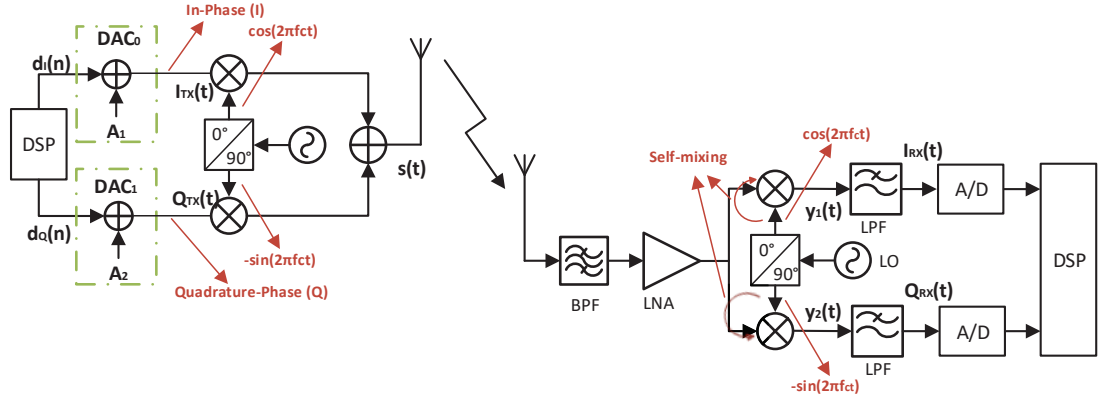 In-Phase (I)
DAC₀
cos(2πfct)
dI(n)
ITX(t)
A₁
DSP
0°
90°
s(t)
DAC₁
QTX(t)
dQ(n)
A₂
-sin(2πfct)
Quadrature-Phase (Q)
cos(2πfct)
Self-mixing
IRX(t)
A/D
y₁(t)
LPF
0°
90°
LO
DSP
BPF
LNA
y₂(t)
QRX(t)
A/D
LPF
-sin(2πfct)